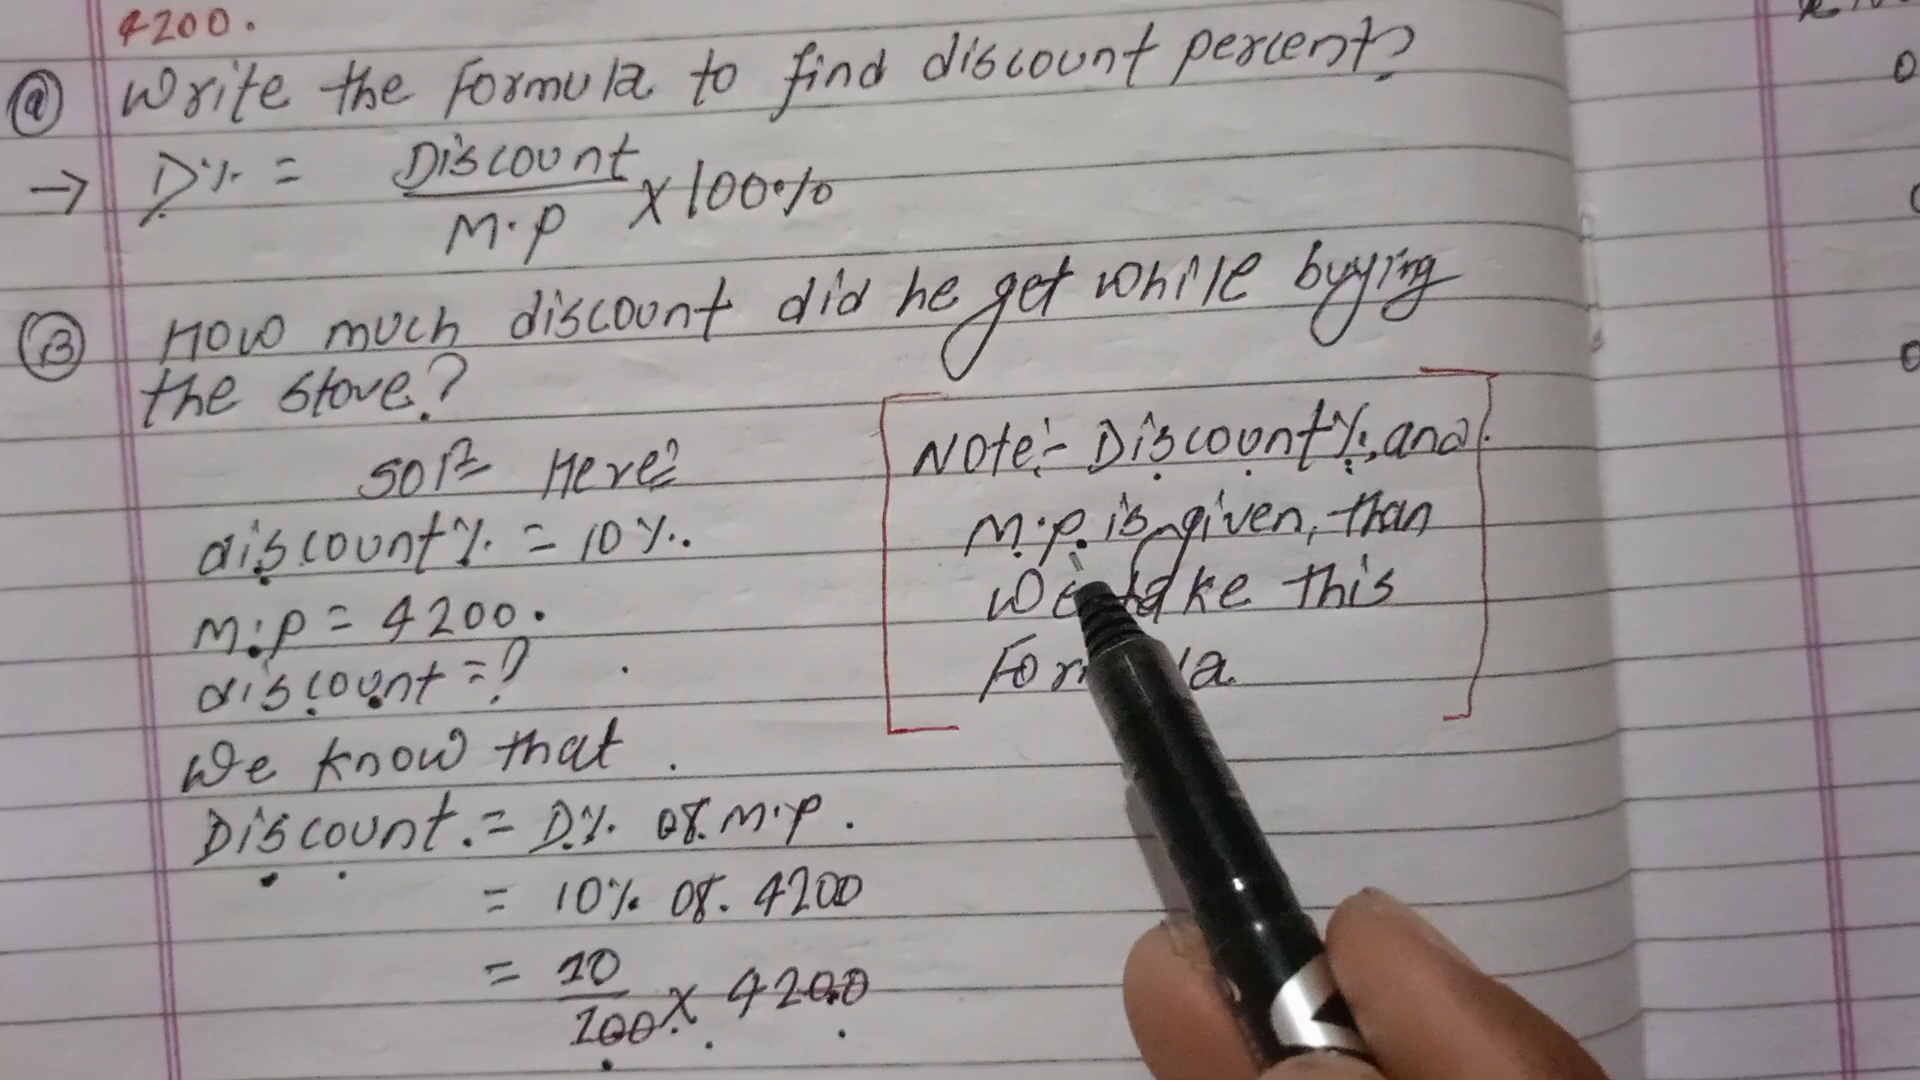 4200.
(a) Write the Formula to find discount percent?
→ D% = Discount / M.P × 100%
(B) How much discount did he get while buying
the stove?
Soln Here:
discount% = 10%.
M.P = 4200.
discount = ?
We know that
Discount = D% of M.P.
= 10% of 4200
= 10/100 × 4200
Note:- Discount%, and
M.P. is given, than
We take this